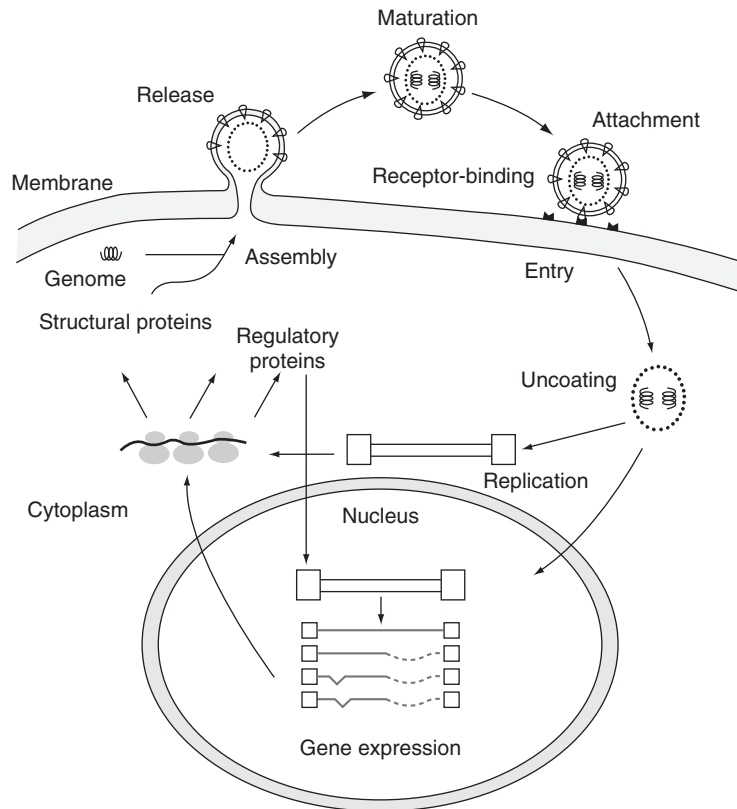 Maturation
Release
Attachment
Membrane
Receptor-binding
Genome
Assembly
Entry
Structural proteins
Regulatory
proteins
Uncoating
Replication
Cytoplasm
Nucleus
Gene expression